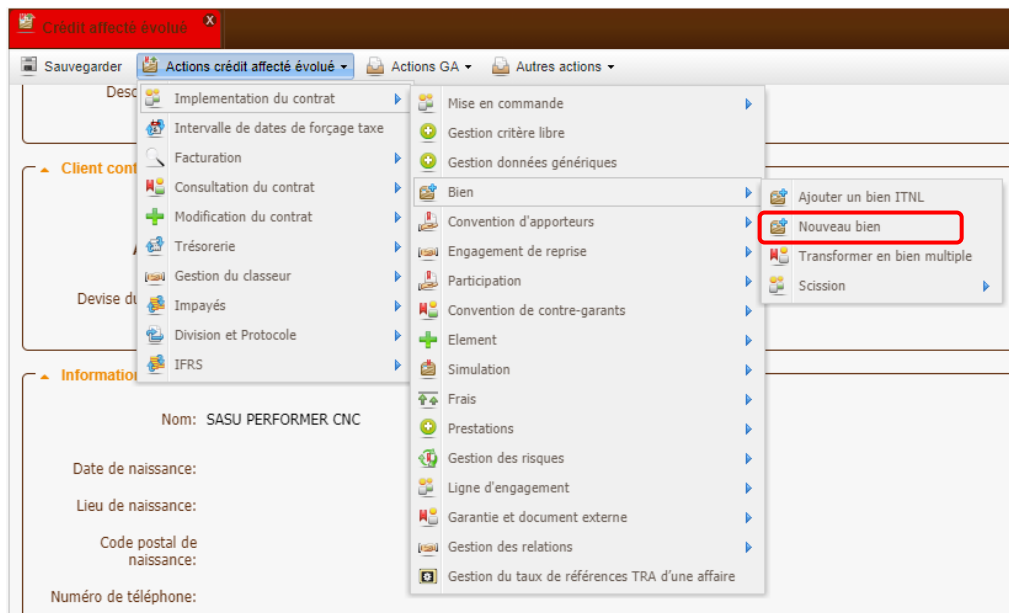 Crédit affecté évolué x
Sauvegarder Actions crédit affecté évolué Actions GA Autres actions
Desc
Implementation du contrat
Intervalle de dates de forçage taxe
Facturation
Consultation du contrat
Modification du contrat
Trésorerie
Gestion du classeur
Impayés
Division et Protocole
IFRS
Mise en commande
Gestion critère libre
Gestion données génériques
Bien
Convention d'apporteurs
Engagement de reprise
Participation
Convention de contre-garants
Element
Simulation
Frais
Prestations
Gestion des risques
Ligne d'engagement
Garantie et document externe
Gestion des relations
Gestion du taux de références TRA d’une affaire
Ajouter un bien ITNL
Nouveau bien
Transformer en bien multiple
Scission
Client cont
Devise du
Information
Nom: SASU PERFORMER CNC
Date de naissance:
Lieu de naissance:
Code postal de
naissance:
Numéro de téléphone: